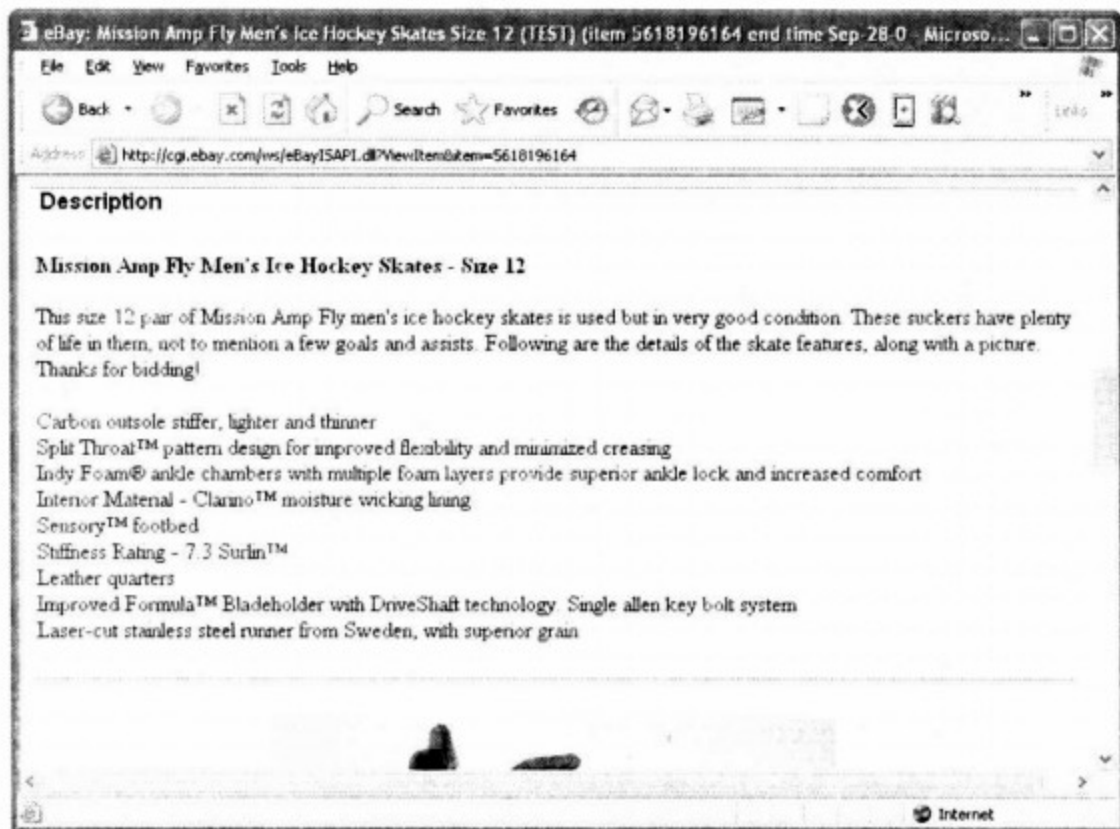 eBay: Mission Amp Fly Men's Ice Hockey Skates Size 12 (TEST) (item 5618196164 end time Sep-28-0 Microso...
File Edit View Favorites Tools Help
Back Search Favorites
Links
Address http://cgi.ebay.com/ws/eBayISAPI.dll?ViewItem&item=5618196164
Description
Mission Amp Fly Men's Ice Hockey Skates - Size 12
This size 12 pair of Mission Amp Fly men's ice hockey skates is used but in very good condition. These suckers have plenty
of life in them, not to mention a few goals and assists. Following are the details of the skate features, along with a picture.
Thanks for bidding!
Carbon outsole stiffer, lighter and thinner
Split Throat™ pattern design for improved flexibility and minimized creasing
Indy Foam® ankle chambers with multiple foam layers provide superior ankle lock and increased comfort
Interior Material - Clarino™ moisture wicking lining
Sensory™ footbed
Stiffness Rating - 7.3 Surlin™
Leather quarters
Improved Formula™ Bladeholder with DriveShaft technology. Single allen key bolt system
Laser-cut stainless steel runner from Sweden, with superior grain
Internet